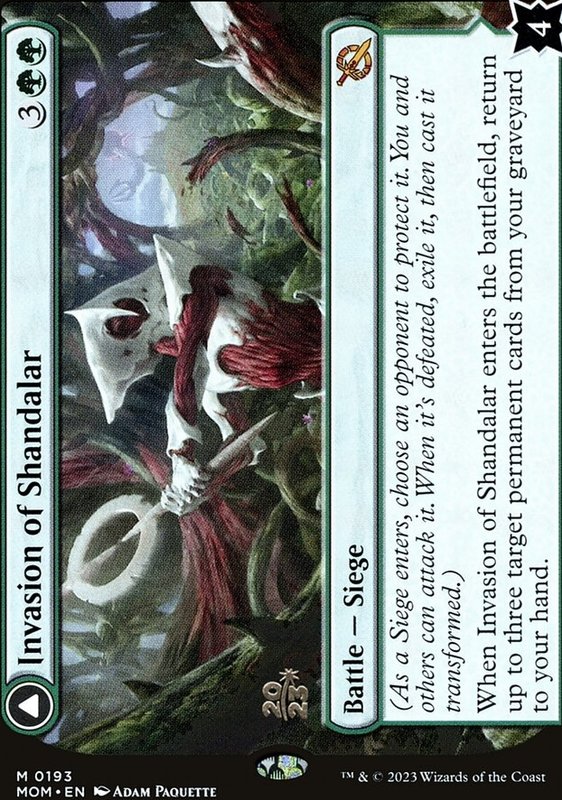 Invasion of Shandalar
3
2023
Battle — Siege
(As a Siege enters, choose an opponent to protect it. You and
others can attack it. When it's defeated, exile it, then cast it
transformed.)
When Invasion of Shandalar enters the battlefield, return
up to three target permanent cards from your graveyard
to your hand.
4
M 0193
MOM • EN Adam Paquette
™ & © 2023 Wizards of the Coast